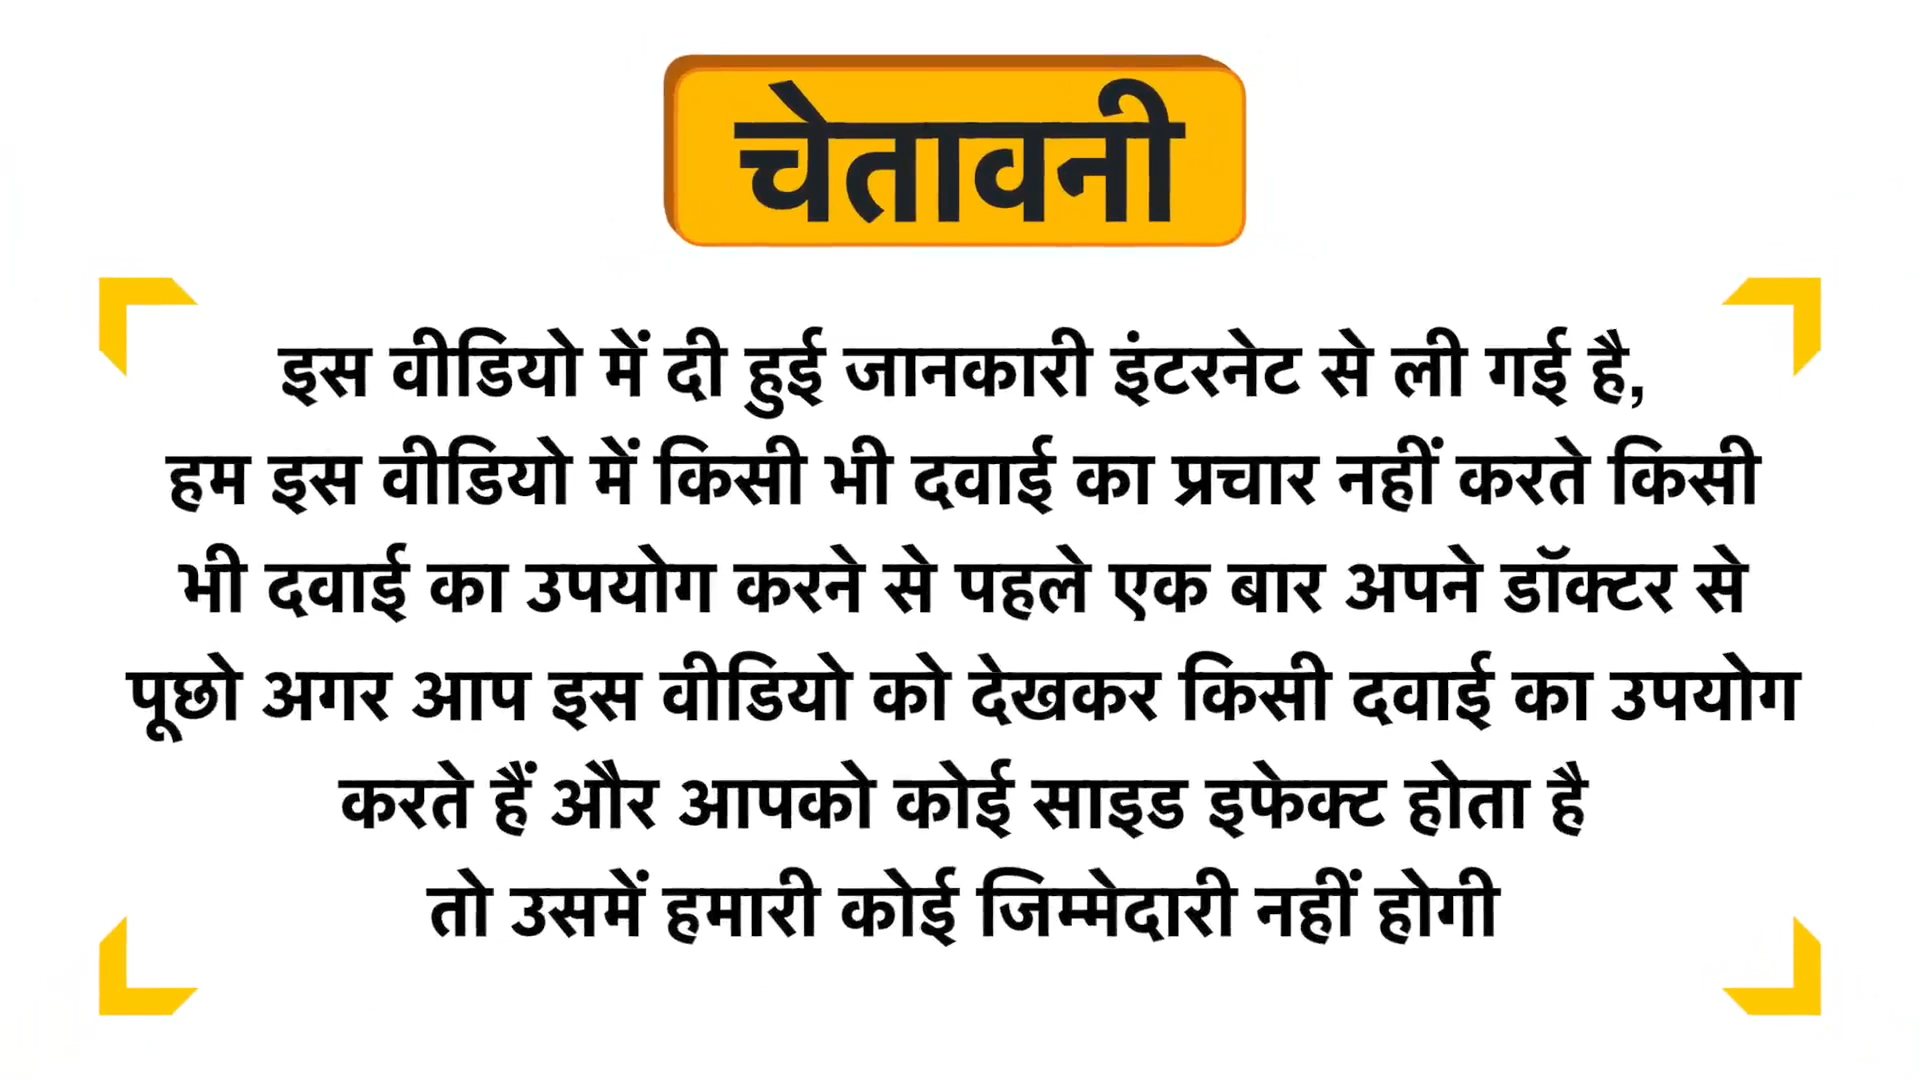 चेतावनी
इस वीडियो में दी हुई जानकारी इंटरनेट से ली गई है,
हम इस वीडियो में किसी भी दवाई का प्रचार नहीं करते किसी
भी दवाई का उपयोग करने से पहले एक बार अपने डॉक्टर से
पूछो अगर आप इस वीडियो को देखकर किसी दवाई का उपयोग
करते हैं और आपको कोई साइड इफेक्ट होता है
तो उसमें हमारी कोई जिम्मेदारी नहीं होगी